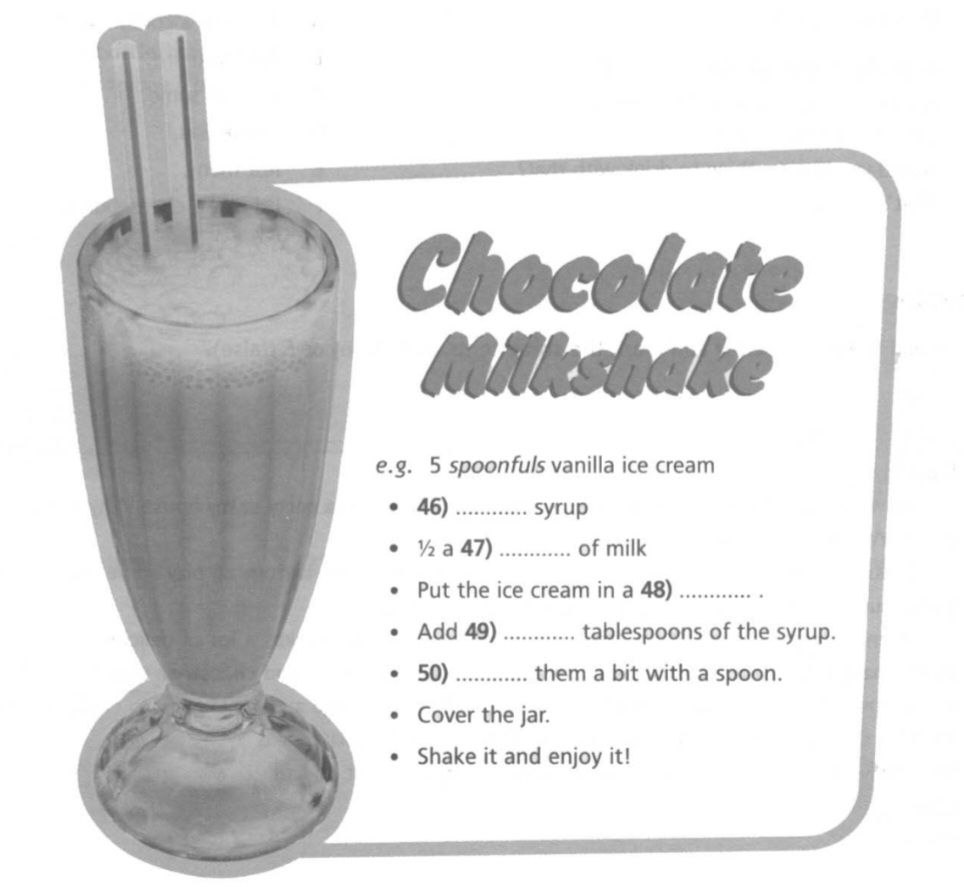 Chocolate
Milkshake
e.g. 5 spoonfuls vanilla ice cream
• 46) ............ syrup
• ½ a 47) ............ of milk
• Put the ice cream in a 48) ............ .
• Add 49) ............ tablespoons of the syrup.
• 50) ............ them a bit with a spoon.
• Cover the jar.
• Shake it and enjoy it!